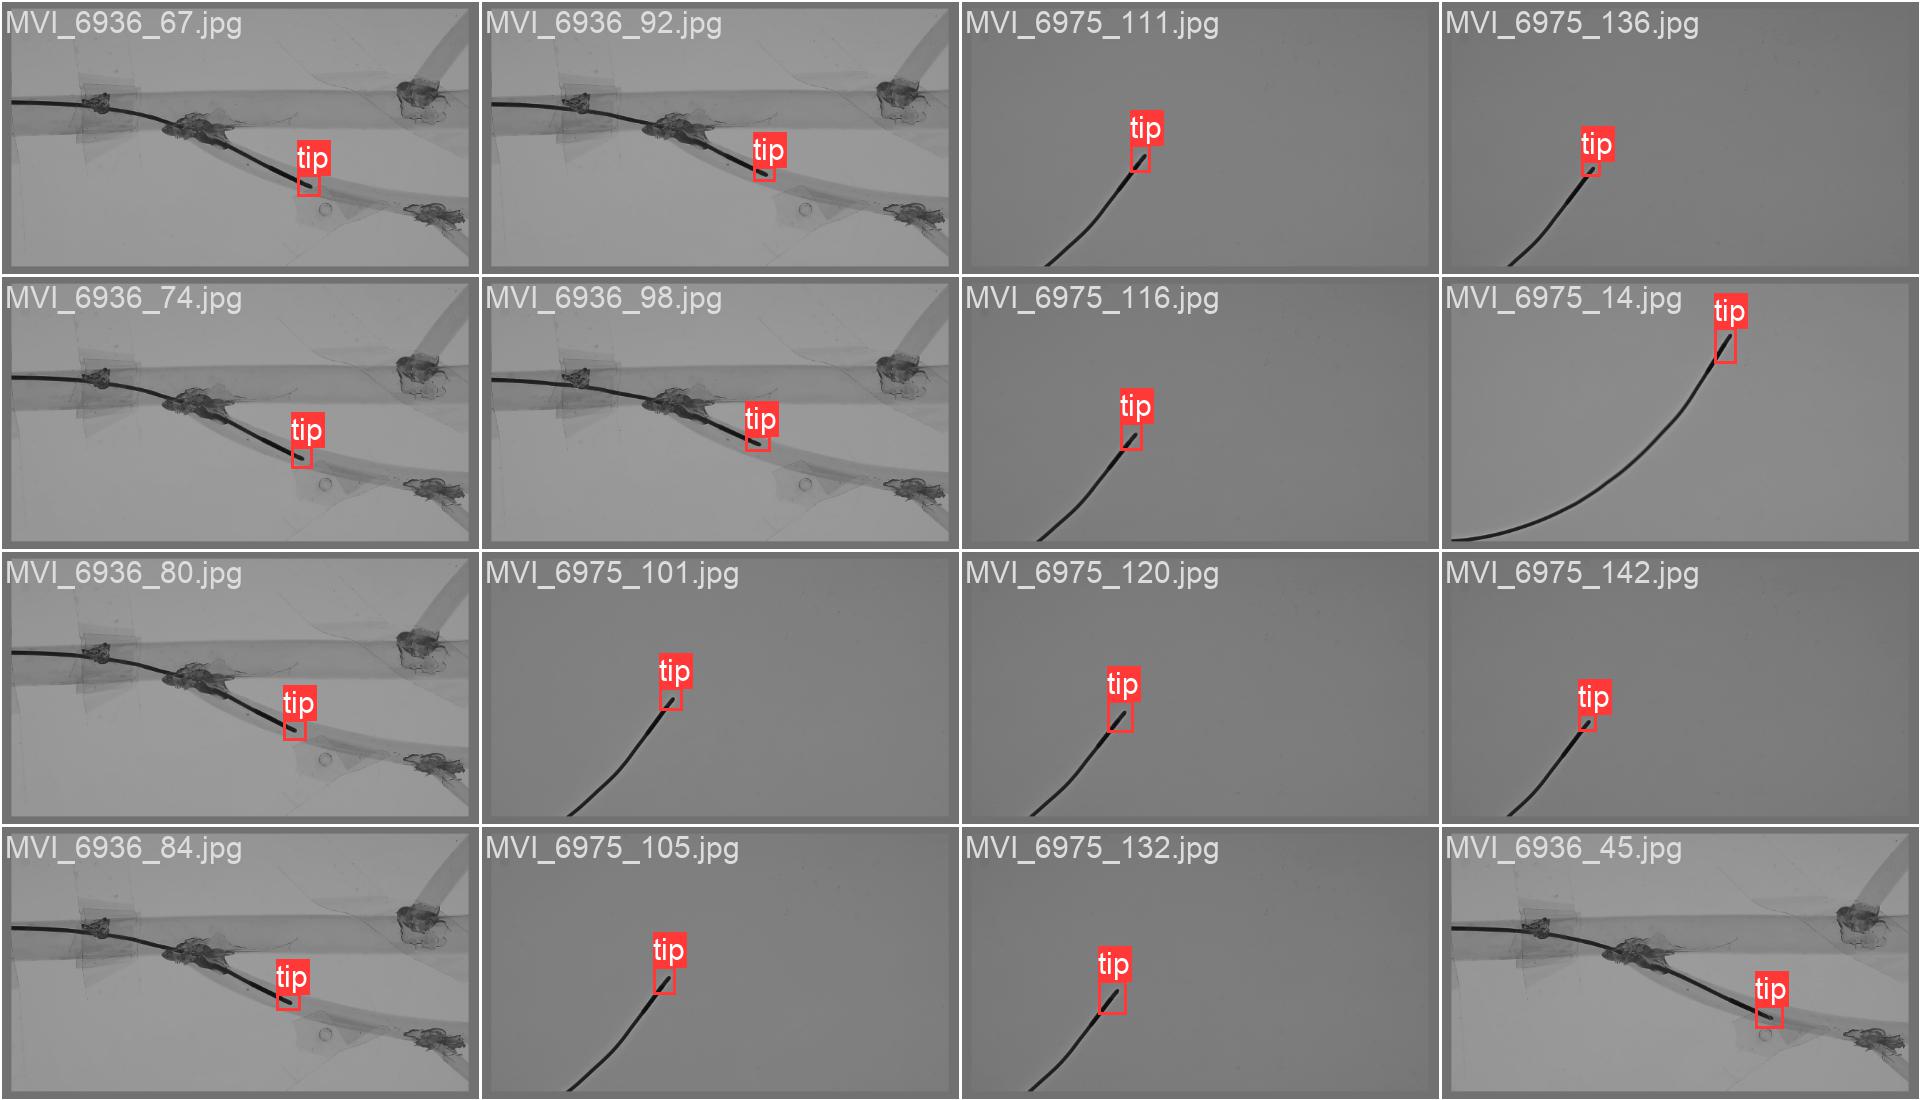 MVI_6936_67.jpg
tip
MVI_6936_92.jpg
tip
MVI_6975_111.jpg
tip
MVI_6975_136.jpg
tip
MVI_6936_74.jpg
tip
MVI_6936_98.jpg
tip
MVI_6975_116.jpg
tip
MVI_6975_14.jpg
tip
MVI_6936_80.jpg
tip
MVI_6975_101.jpg
tip
MVI_6975_120.jpg
tip
MVI_6975_142.jpg
tip
MVI_6936_84.jpg
tip
MVI_6975_105.jpg
tip
MVI_6975_132.jpg
tip
MVI_6936_45.jpg
tip